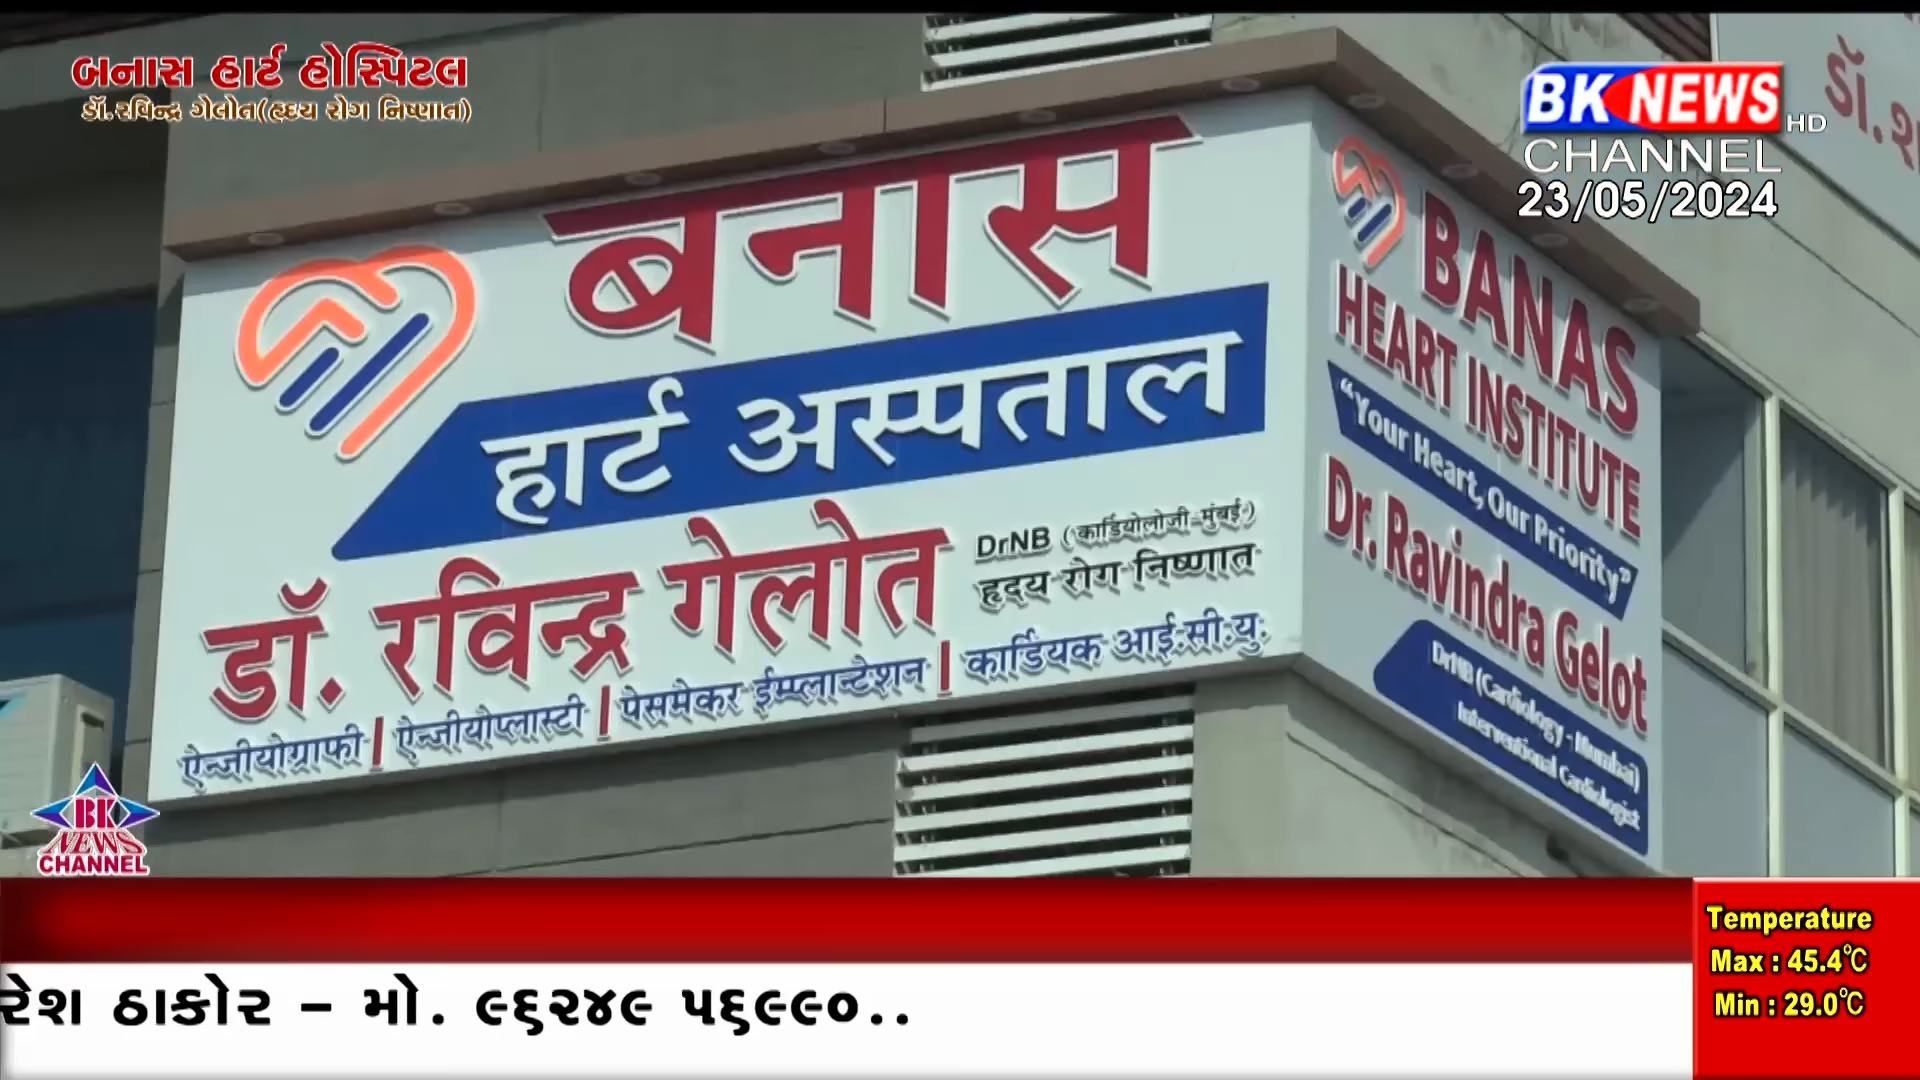 બનાસ હાર્ટ હોસ્પિટલ
ડૉ.રવિન્દ્ર ગેલોત(હૃદય રોગ નિષ્ણાત)
BK NEWS HD
CHANNEL
23/05/2024
ડૉ.
बनास
हार्ट अस्पताल
डॉ. रविन्द्र गेलोत
DrNB (कार्डियोलोजी-मुंबई)
हृदय रोग निष्णात
ऐन्जीयोग्राफी | ऐन्जीयोप्लास्टी | पेसमेकर ईम्प्लान्टेशन | कार्डियक आई.सी.यु.
BANAS
HEART INSTITUTE
"Your Heart, Our Priority"
Dr. Ravindra Gelot
DrNB (Cardiology - Mumbai)
Interventional Cardiologist
BK
NEWS
CHANNEL
રેશ ઠાકોર – મો. ૯૬૨૪૯ ૫૬૯૯૦..
Temperature
Max : 45.4℃
Min : 29.0℃